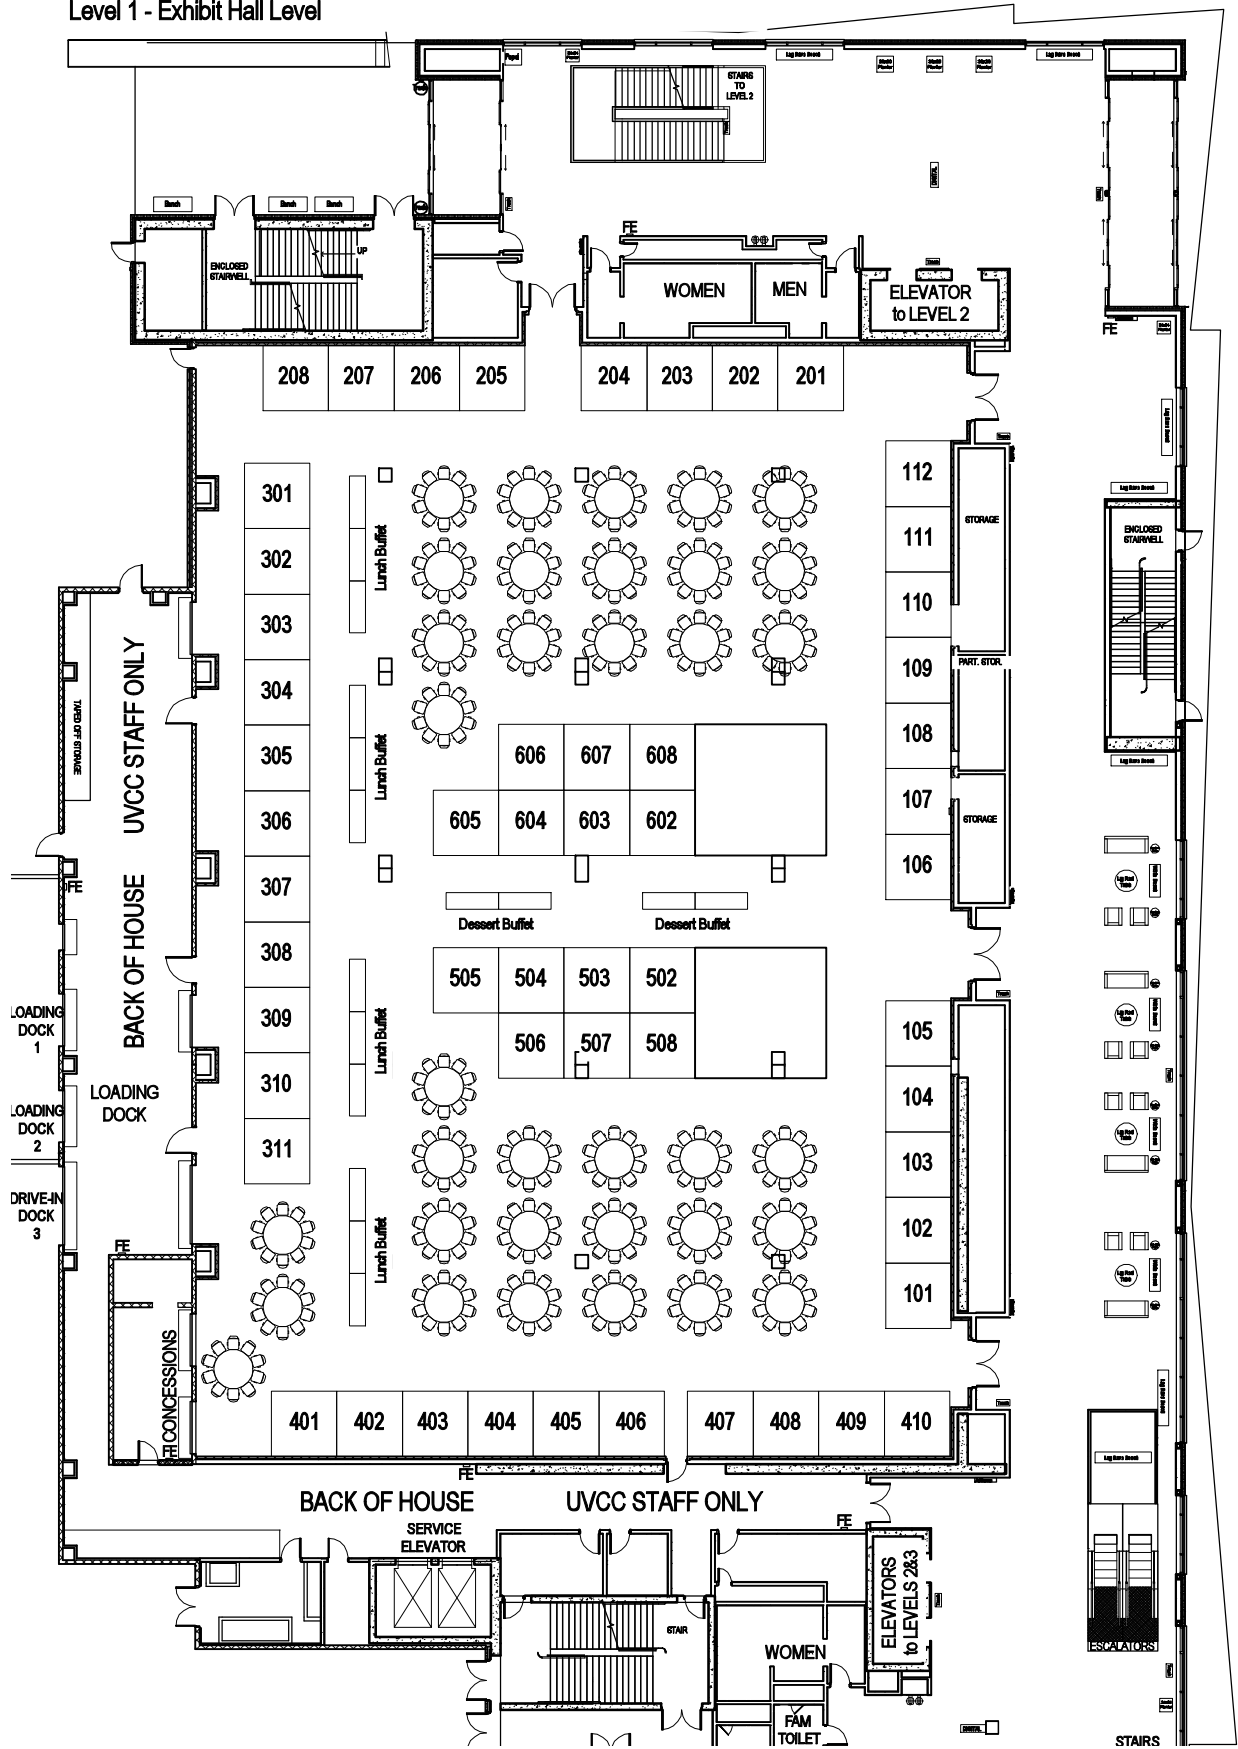 Level 1 - Exhibit Hall Level
STAIRS
TO
LEVEL 2
Bench
Bench
Bench
FE
ENCLOSED
STAIRWELL
UP
WOMEN
MEN
ELEVATOR
to LEVEL 2
FE
208
207
206
205
204
203
202
201
301
302
303
304
305
306
307
308
309
310
311
Lunch Buffet
Lunch Buffet
Lunch Buffet
Lunch Buffet
112
111
110
109
108
107
106
STORAGE
PART. STOR.
STORAGE
ENCLOSED
STAIRWELL
TAPED OFF STORAGE
BACK OF HOUSE UVCC STAFF ONLY
FE
606
607
608
605
604
603
602
Dessert Buffet
Dessert Buffet
505
504
503
502
506
507
508
105
104
103
102
101
LOADING
DOCK
1
LOADING
DOCK
LOADING
DOCK
2
DRIVE-IN
DOCK
3
FE
CONCESSIONS
FE
401
402
403
404
405
406
407
408
409
410
FE
BACK OF HOUSE UVCC STAFF ONLY
FE
SERVICE
ELEVATOR
ELEVATORS
to LEVELS 2&3
STAIR
WOMEN
FAM
TOILET
ESCALATORS
STAIRS